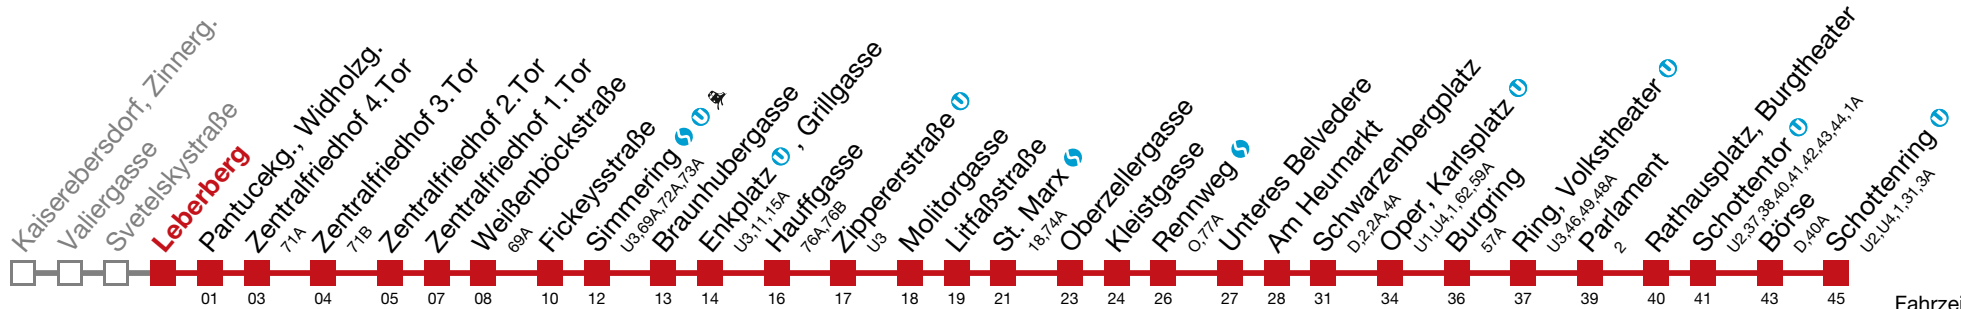 Kaiserebersdorf, Zinnerg.
Valiergasse
Svetelskystraße
Leberberg
Pantucekg., Widholzg.
Zentralfriedhof 4.Tor
71A
Zentralfriedhof 3.Tor
71B
Zentralfriedhof 2.Tor
Zentralfriedhof 1.Tor
Weißenböckstraße
69A
Fickeysstraße
Simmering S U
U3,69A,72A,73A
Braunhubergasse
Enkplatz U , Grillgasse
U3,11,15A
Hauffgasse
76A,76B
Zippererstraße U
U3
Molitorgasse
Litfaßstraße
St. Marx S
18,74A
Oberzellergasse
Kleistgasse
Rennweg S
O,77A
Unteres Belvedere
Am Heumarkt
Schwarzenbergplatz
D,2,2A,4A
Oper, Karlsplatz U
U1,U4,1,62,59A
Burgring
57A
Ring, Volkstheater U
U3,46,49,48A
Parlament
2
Rathausplatz, Burgtheater
Schottentor U
U2,37,38,40,41,42,43,44,1A
Börse
D,40A
Schottenring U
U2,U4,1,31,3A
01 03 04 05 07 08 10 12 13 14 16 17 18 19 21 23 24 26 27 28 31 34 36 37 39 40 41 43 45
Fahrzei